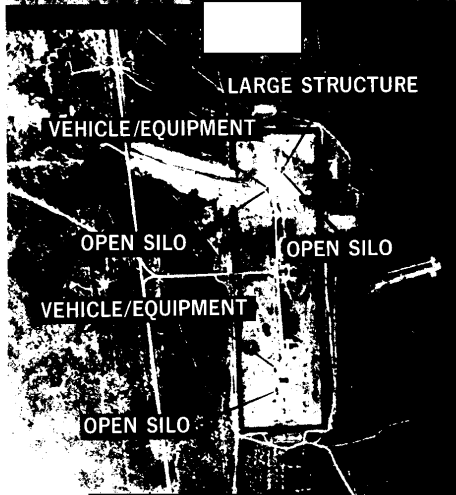 LARGE STRUCTURE
VEHICLE/EQUIPMENT
OPEN SILO
OPEN SILO
VEHICLE/EQUIPMENT
OPEN SILO